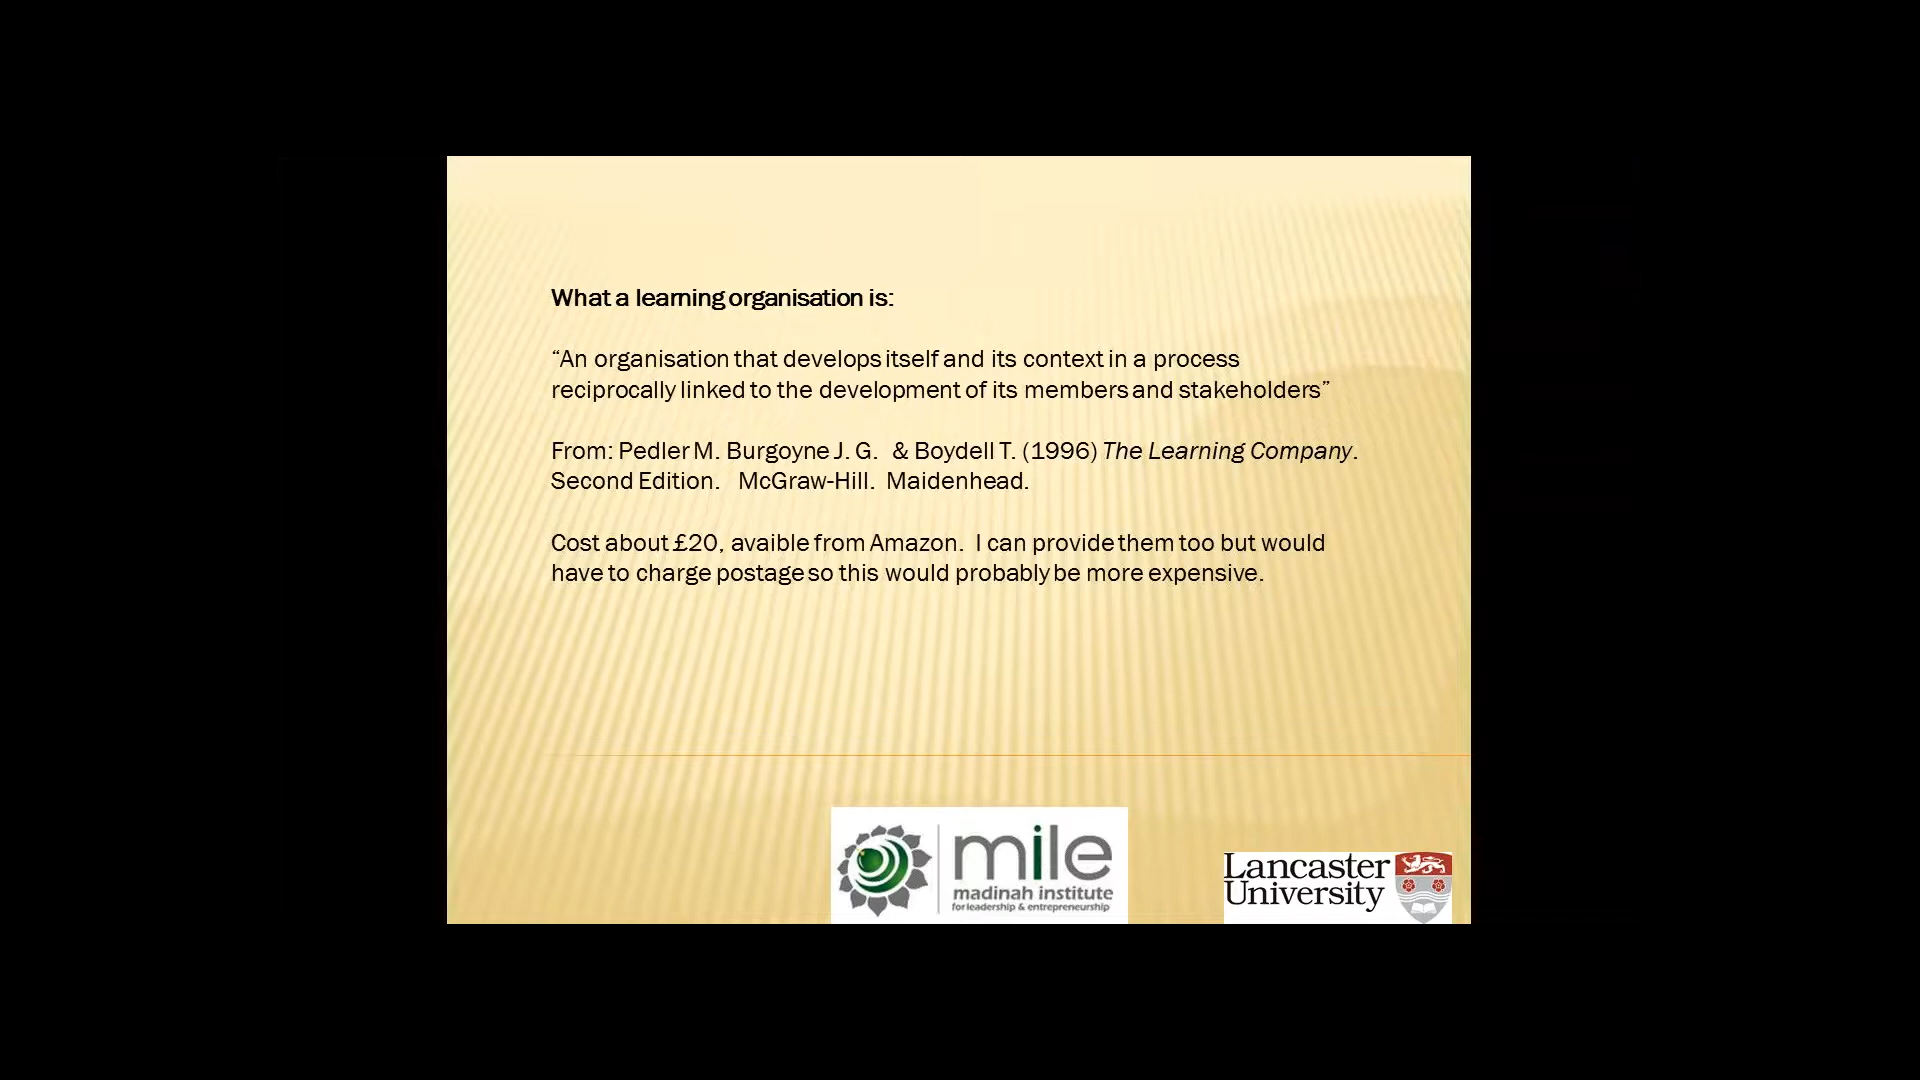 What a learning organisation is:
“An organisation that develops itself and its context in a process
reciprocally linked to the development of its members and stakeholders”
From: Pedler M. Burgoyne J. G. & Boydell T. (1996) The Learning Company.
Second Edition. McGraw-Hill. Maidenhead.
Cost about £20, avaible from Amazon. I can provide them too but would
have to charge postage so this would probably be more expensive.
mile
madinah institute
for leadership & entrepreneurship
Lancaster
University